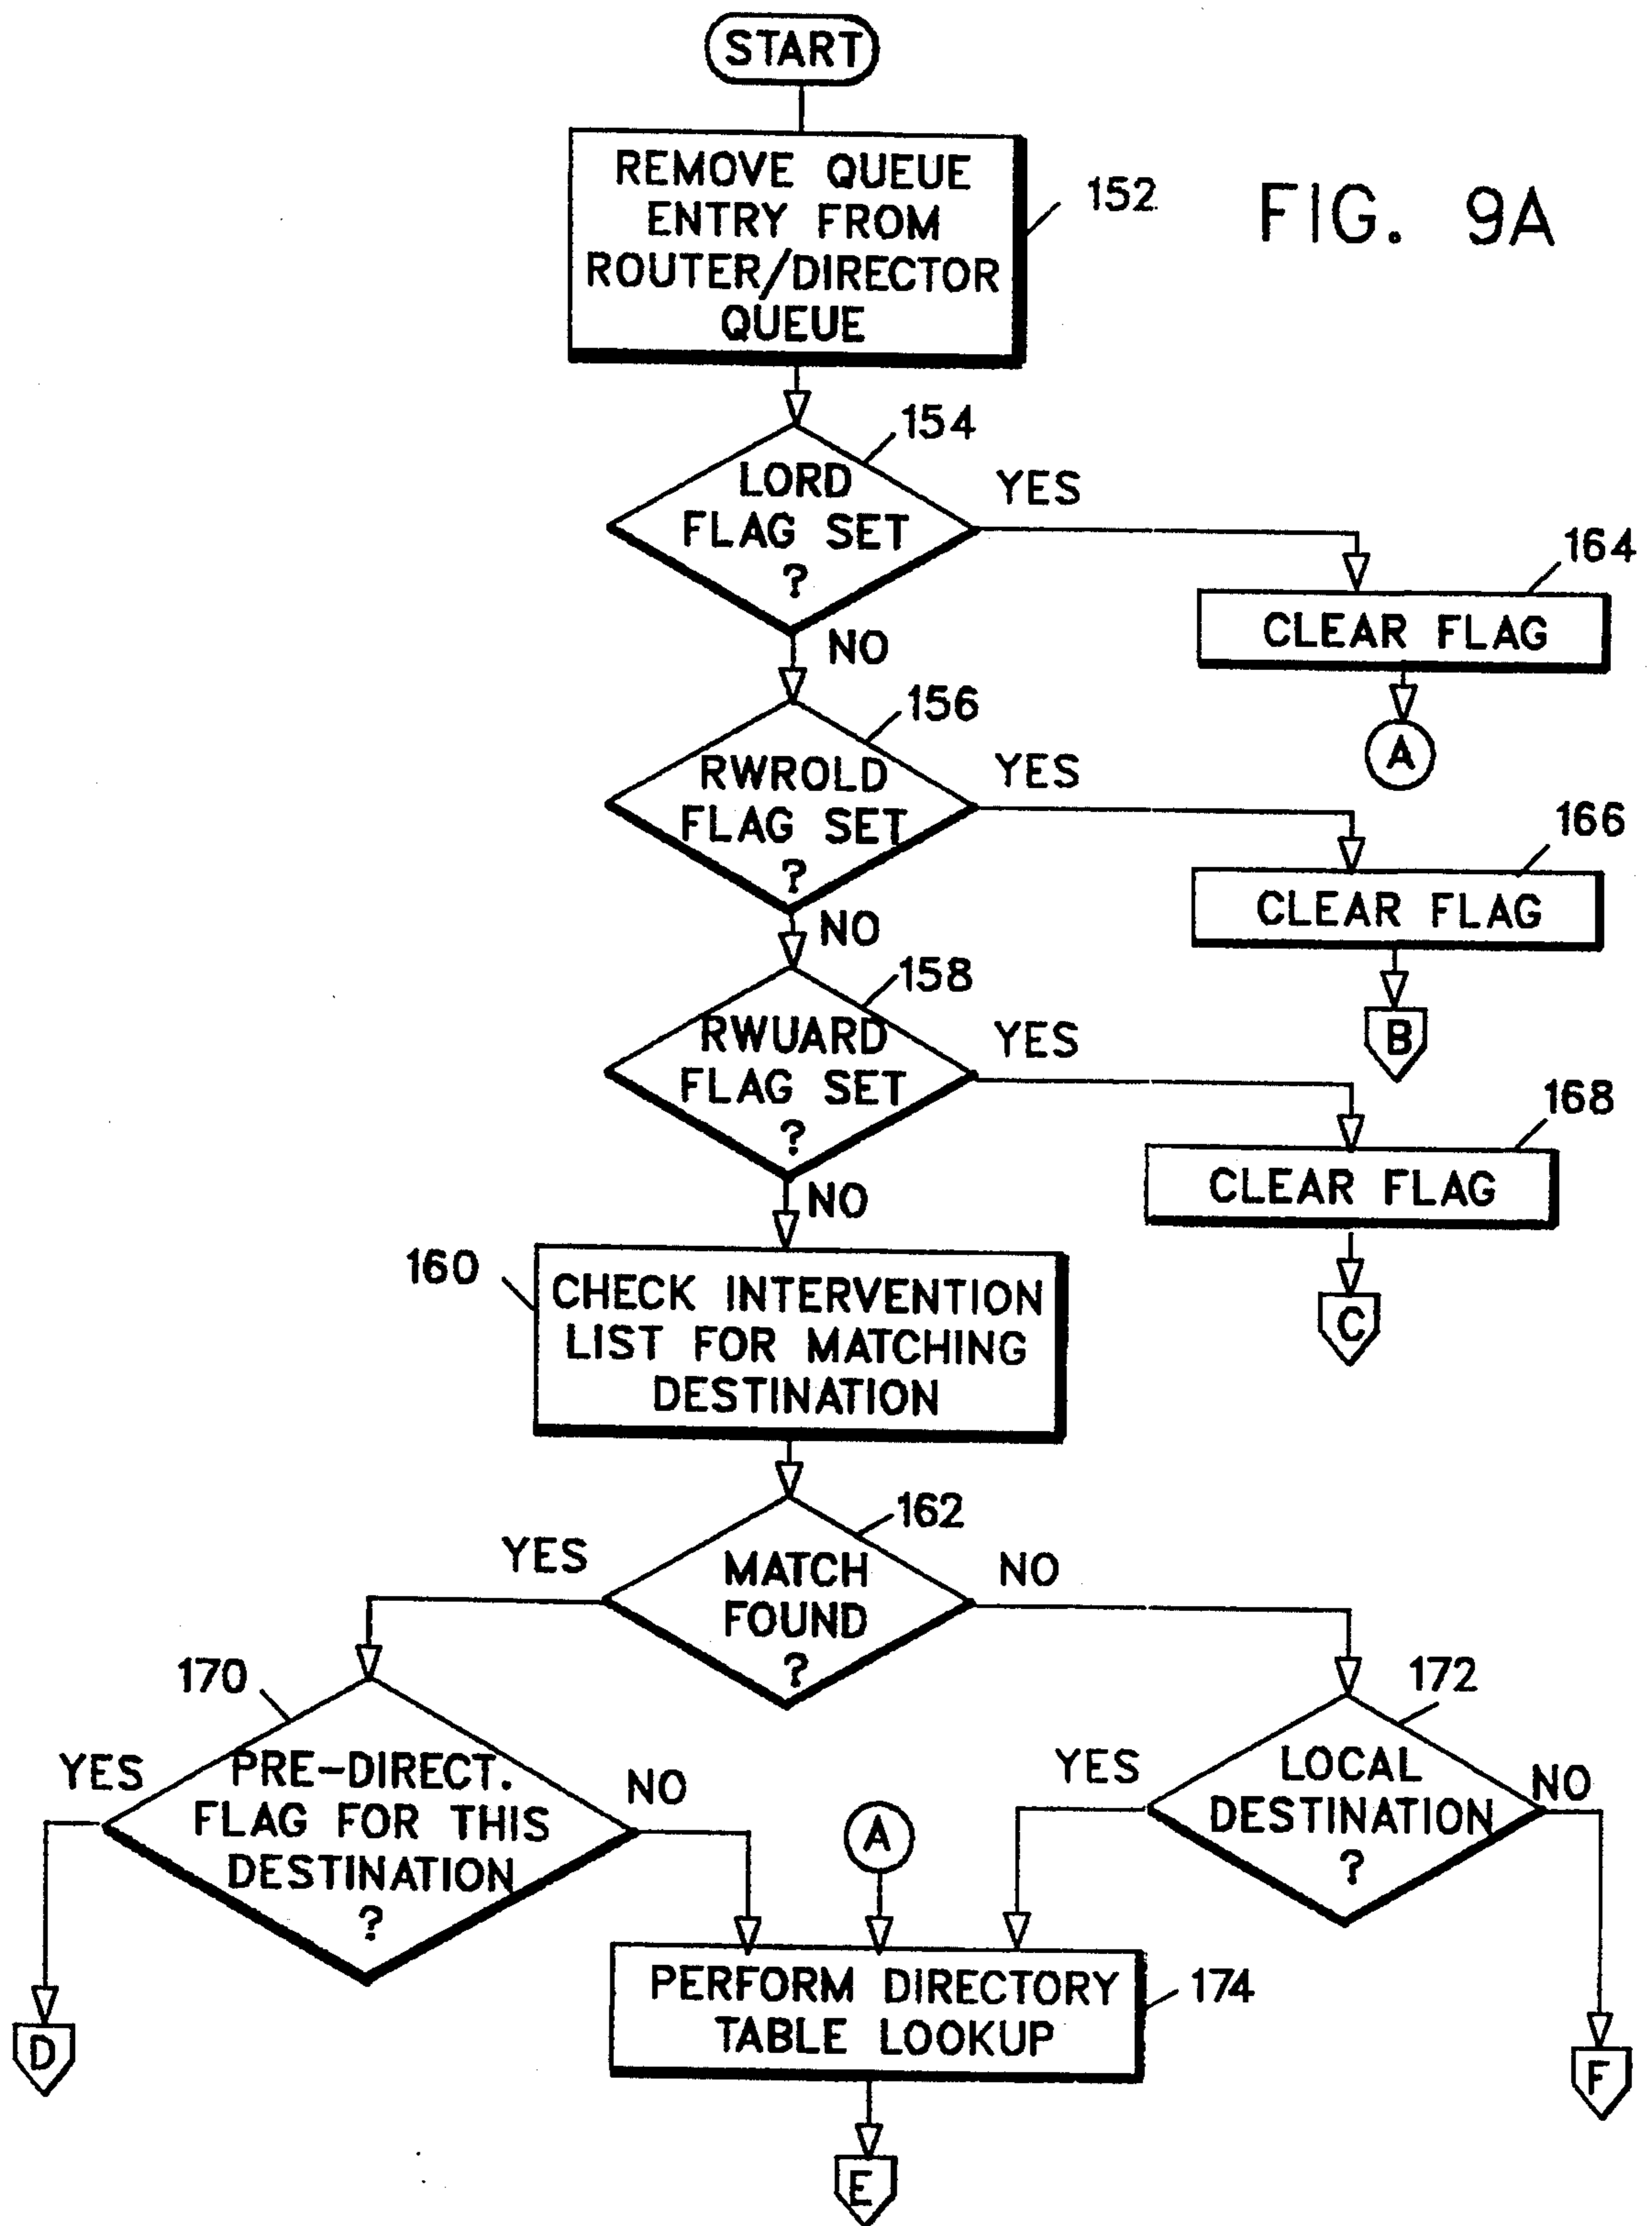 START
REMOVE QUEUE
ENTRY FROM
ROUTER/DIRECTOR
QUEUE
152
FIG. 9A
154
LORD
FLAG SET
?
YES
164
CLEAR FLAG
NO
A
156
RWROLD
FLAG SET
?
YES
166
CLEAR FLAG
NO
B
158
RWUARD
FLAG SET
?
YES
168
CLEAR FLAG
NO
C
160
CHECK INTERVENTION
LIST FOR MATCHING
DESTINATION
162
YES
MATCH
FOUND
?
NO
170
YES
PRE-DIRECT.
FLAG FOR THIS
DESTINATION
?
NO
A
172
YES
LOCAL
DESTINATION
?
NO
PERFORM DIRECTORY
TABLE LOOKUP
174
D
F
E